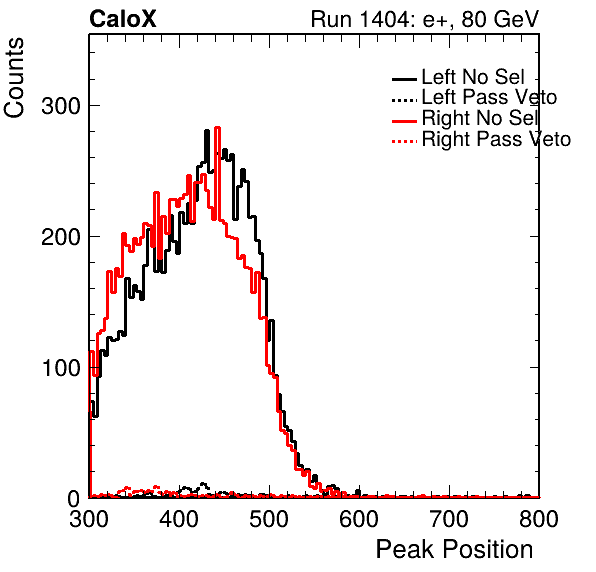 CaloX Run 1404: e+, 80 GeV
Counts
Left No Sel
Left Pass Veto
Right No Sel
Right Pass Veto
300
200
100
0
300 400 500 600 700 800
Peak Position